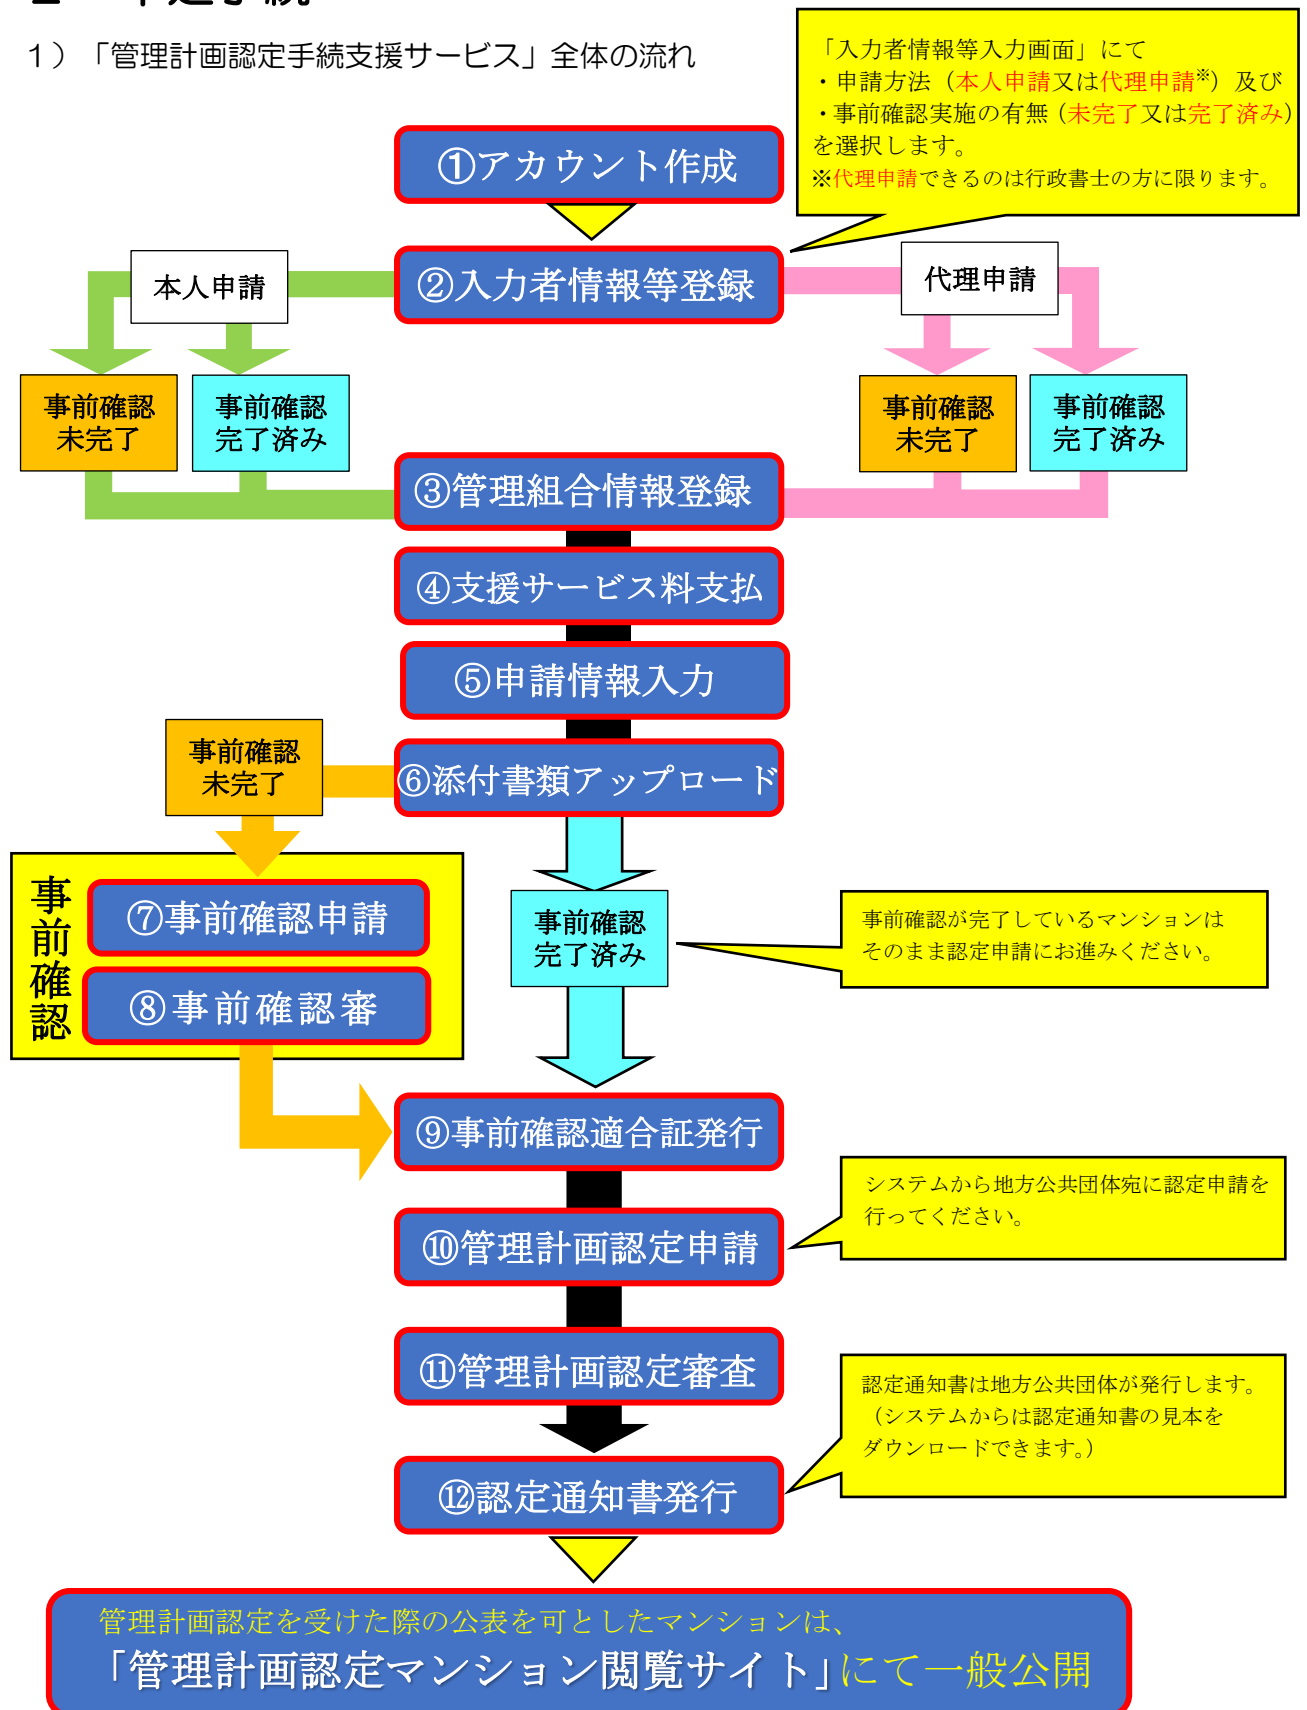 １）「管理計画認定手続支援サービス」全体の流れ
「入力者情報等入力画面」にて
・申請方法（本人申請又は代理申請※）及び
・事前確認実施の有無（未完了又は完了済み）
を選択します。
※代理申請できるのは行政書士の方に限ります。
①アカウント作成
②入力者情報等登録
本人申請
代理申請
事前確認
未完了
事前確認
完了済み
事前確認
未完了
事前確認
完了済み
③管理組合情報登録
④支援サービス料支払
⑤申請情報入力
⑥添付書類アップロード
事前確認
未完了
事前確認
⑦事前確認申請
⑧事前確認審
事前確認
完了済み
事前確認が完了しているマンションは
そのまま認定申請にお進みください。
⑨事前確認適合証発行
⑩管理計画認定申請
システムから地方公共団体宛に認定申請を
行ってください。
⑪管理計画認定審査
⑫認定通知書発行
認定通知書は地方公共団体が発行します。
（システムからは認定通知書の見本を
ダウンロードできます。）
管理計画認定を受けた際の公表を可としたマンションは、
「管理計画認定マンション閲覧サイト」にて一般公開